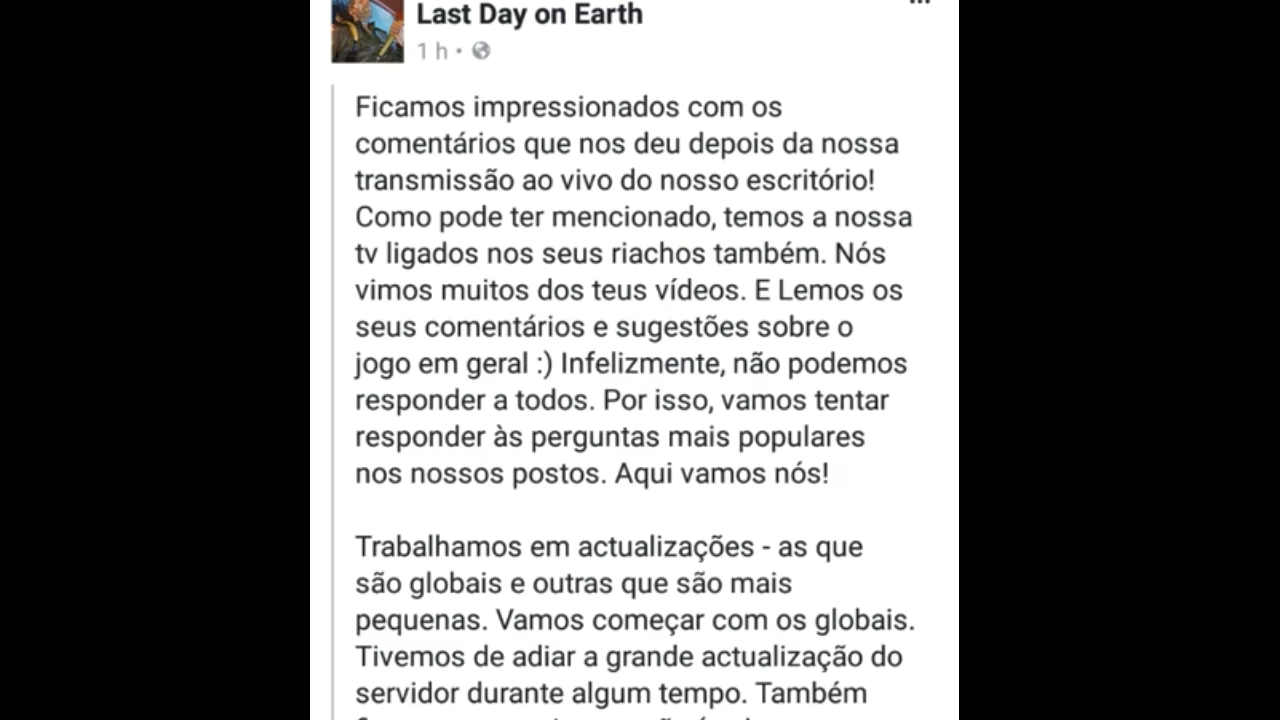 Last Day on Earth
1 h •
Ficamos impressionados com os
comentários que nos deu depois da nossa
transmissão ao vivo do nosso escritório!
Como pode ter mencionado, temos a nossa
tv ligados nos seus riachos também. Nós
vimos muitos dos teus vídeos. E Lemos os
seus comentários e sugestões sobre o
jogo em geral :) Infelizmente, não podemos
responder a todos. Por isso, vamos tentar
responder às perguntas mais populares
nos nossos postos. Aqui vamos nós!
Trabalhamos em actualizações - as que
são globais e outras que são mais
pequenas. Vamos começar com os globais.
Tivemos de adiar a grande actualização do
servidor durante algum tempo. Também